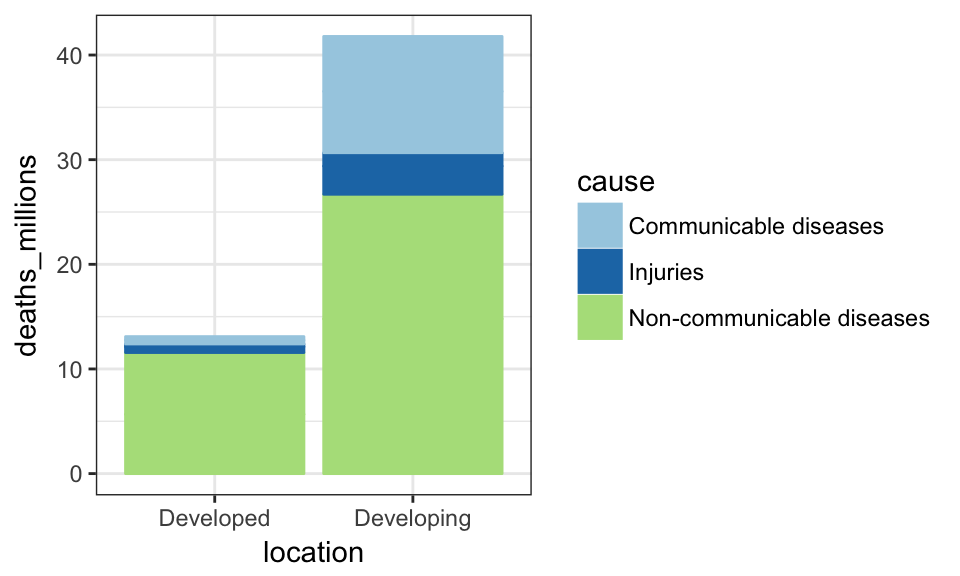 deaths_millions
40
30
20
10
0
Developed
Developing
location
cause
Communicable diseases
Injuries
Non-communicable diseases